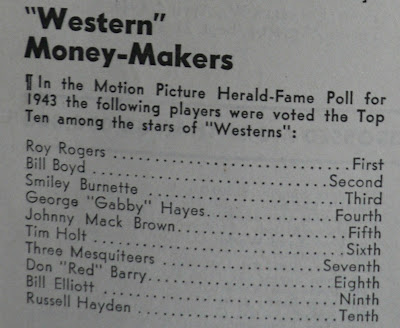 "Western"
Money-Makers
¶ In the Motion Picture Herald-Fame Poll for
1943 the following players were voted the Top
Ten among the stars of "Westerns":
Roy Rogers ..............................First
Bill Boyd ..............................Second
Smiley Burnette ..........................Third
George "Gabby" Hayes..................Fourth
Johnny Mack Brown......................Fifth
Tim Holt ................................Sixth
Three Mesquiteers .....................Seventh
Don "Red" Barry........................Eighth
Bill Elliott ..............................Ninth
Russell Hayden ..........................Tenth